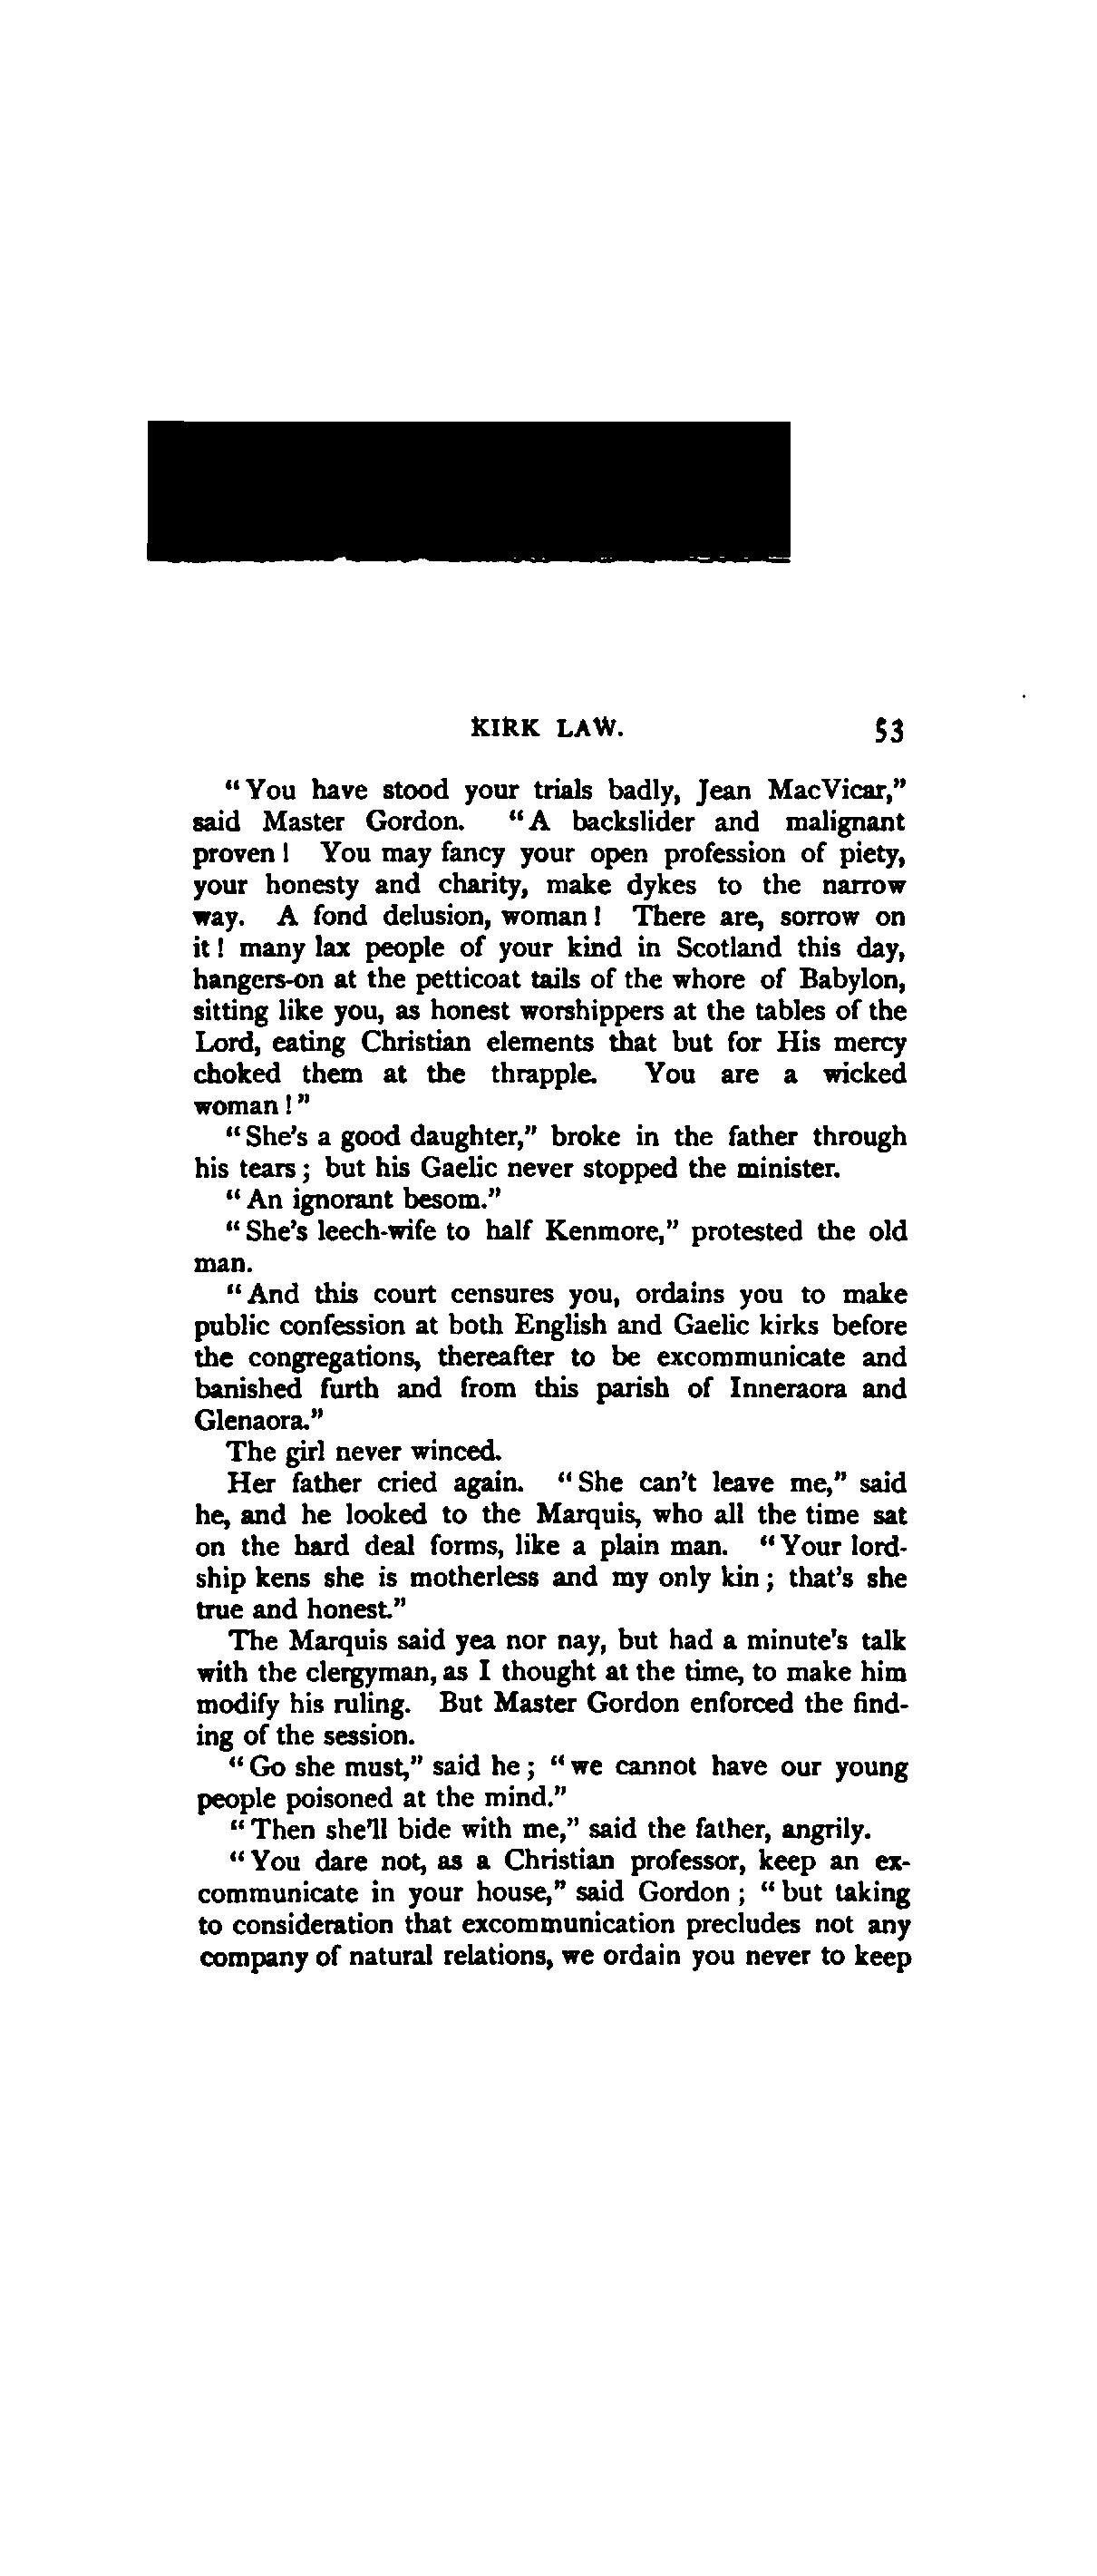 KIRK LAW. 53
"You have stood your trials badly, Jean MacVicar,"
said Master Gordon. "A backslider and malignant
proven! You may fancy your open profession of piety,
your honesty and charity, make dykes to the narrow
way. A fond delusion, woman! There are, sorrow on
it! many lax people of your kind in Scotland this day,
hangers-on at the petticoat tails of the whore of Babylon,
sitting like you, as honest worshippers at the tables of the
Lord, eating Christian elements that but for His mercy
choked them at the thrapple. You are a wicked
woman!"
"She's a good daughter," broke in the father through
his tears; but his Gaelic never stopped the minister.
"An ignorant besom."
"She's leech-wife to half Kenmore," protested the old
man.
"And this court censures you, ordains you to make
public confession at both English and Gaelic kirks before
the congregations, thereafter to be excommunicate and
banished furth and from this parish of Inneraora and
Glenaora."
The girl never winced.
Her father cried again. "She can't leave me," said
he, and he looked to the Marquis, who all the time sat
on the hard deal forms, like a plain man. "Your lord-
ship kens she is motherless and my only kin; that's she
true and honest."
The Marquis said yea nor nay, but had a minute's talk
with the clergyman, as I thought at the time, to make him
modify his ruling. But Master Gordon enforced the find-
ing of the session.
"Go she must," said he; "we cannot have our young
people poisoned at the mind."
"Then she'll bide with me," said the father, angrily.
"You dare not, as a Christian professor, keep an ex-
communicate in your house," said Gordon; "but taking
to consideration that excommunication precludes not any
company of natural relations, we ordain you never to keep